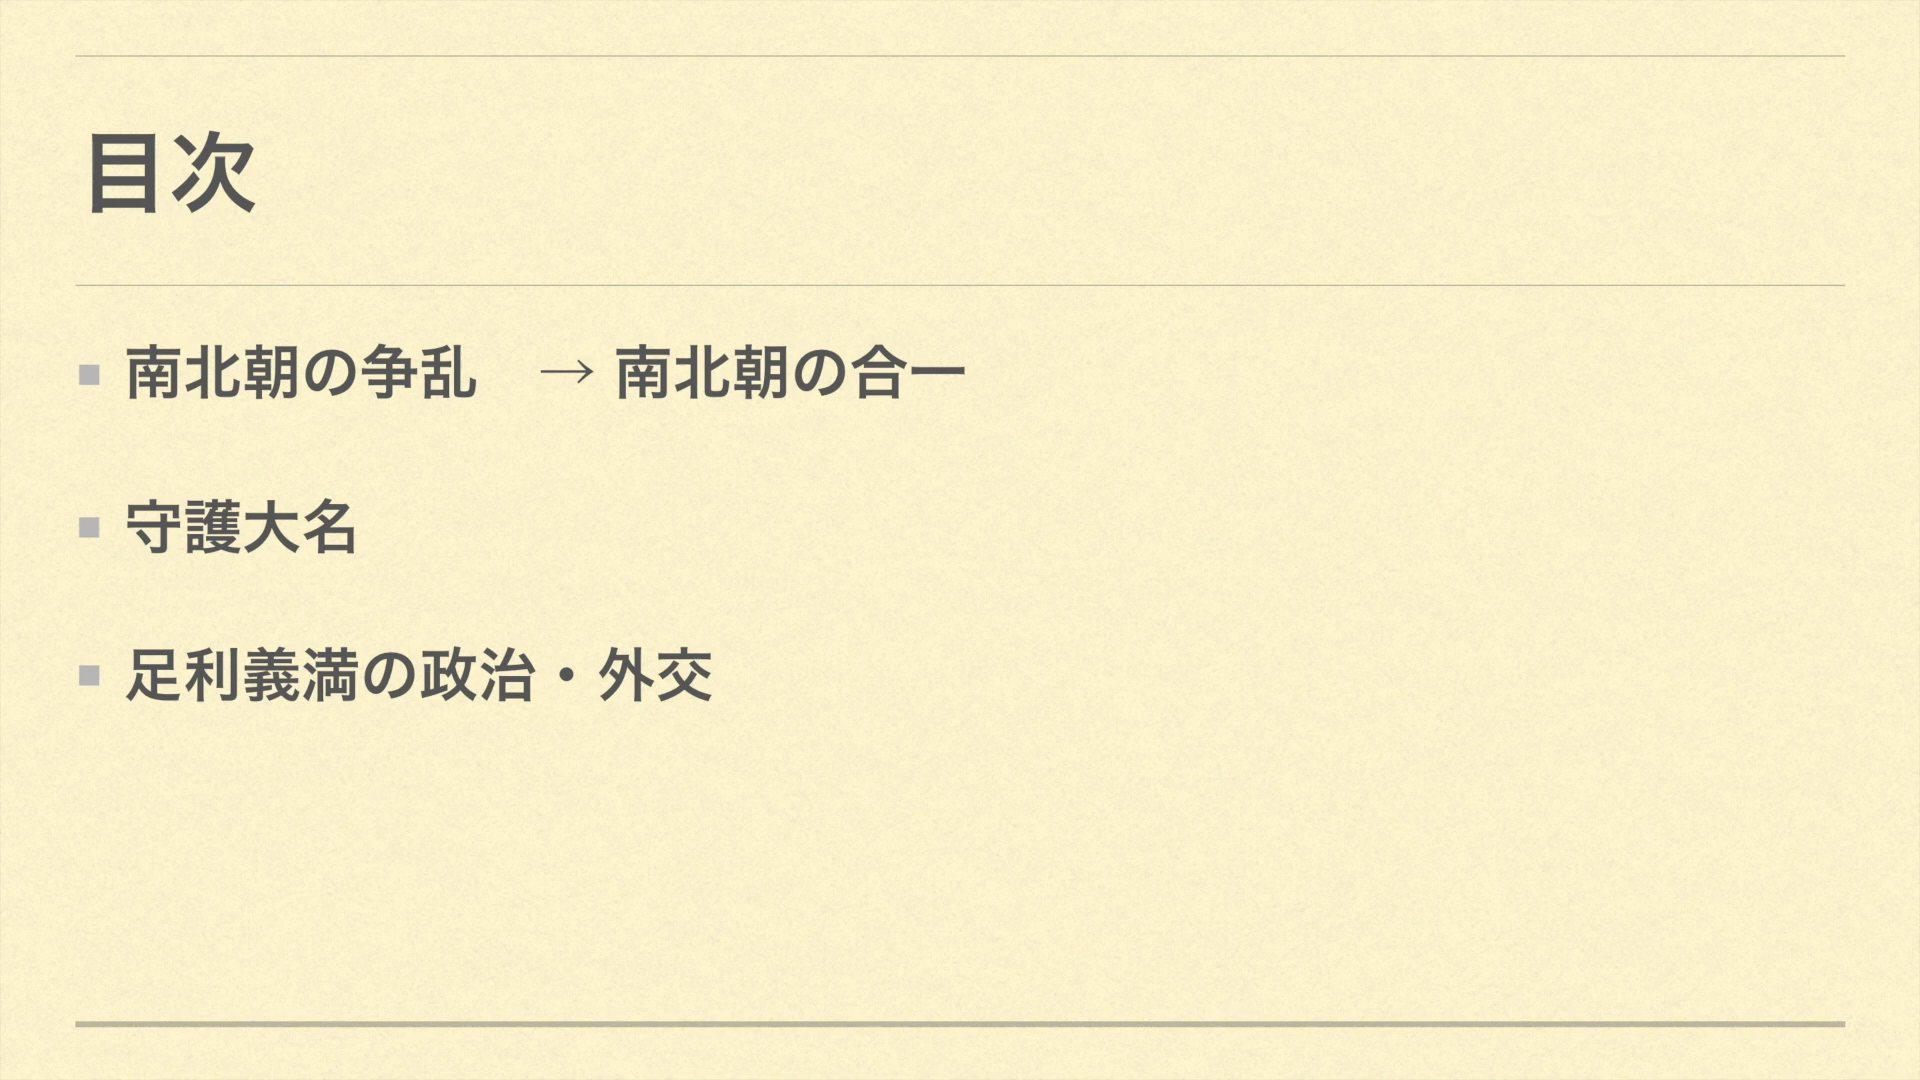 目次
■ 南北朝の争乱　→ 南北朝の合一
■ 守護大名
■ 足利義満の政治・外交